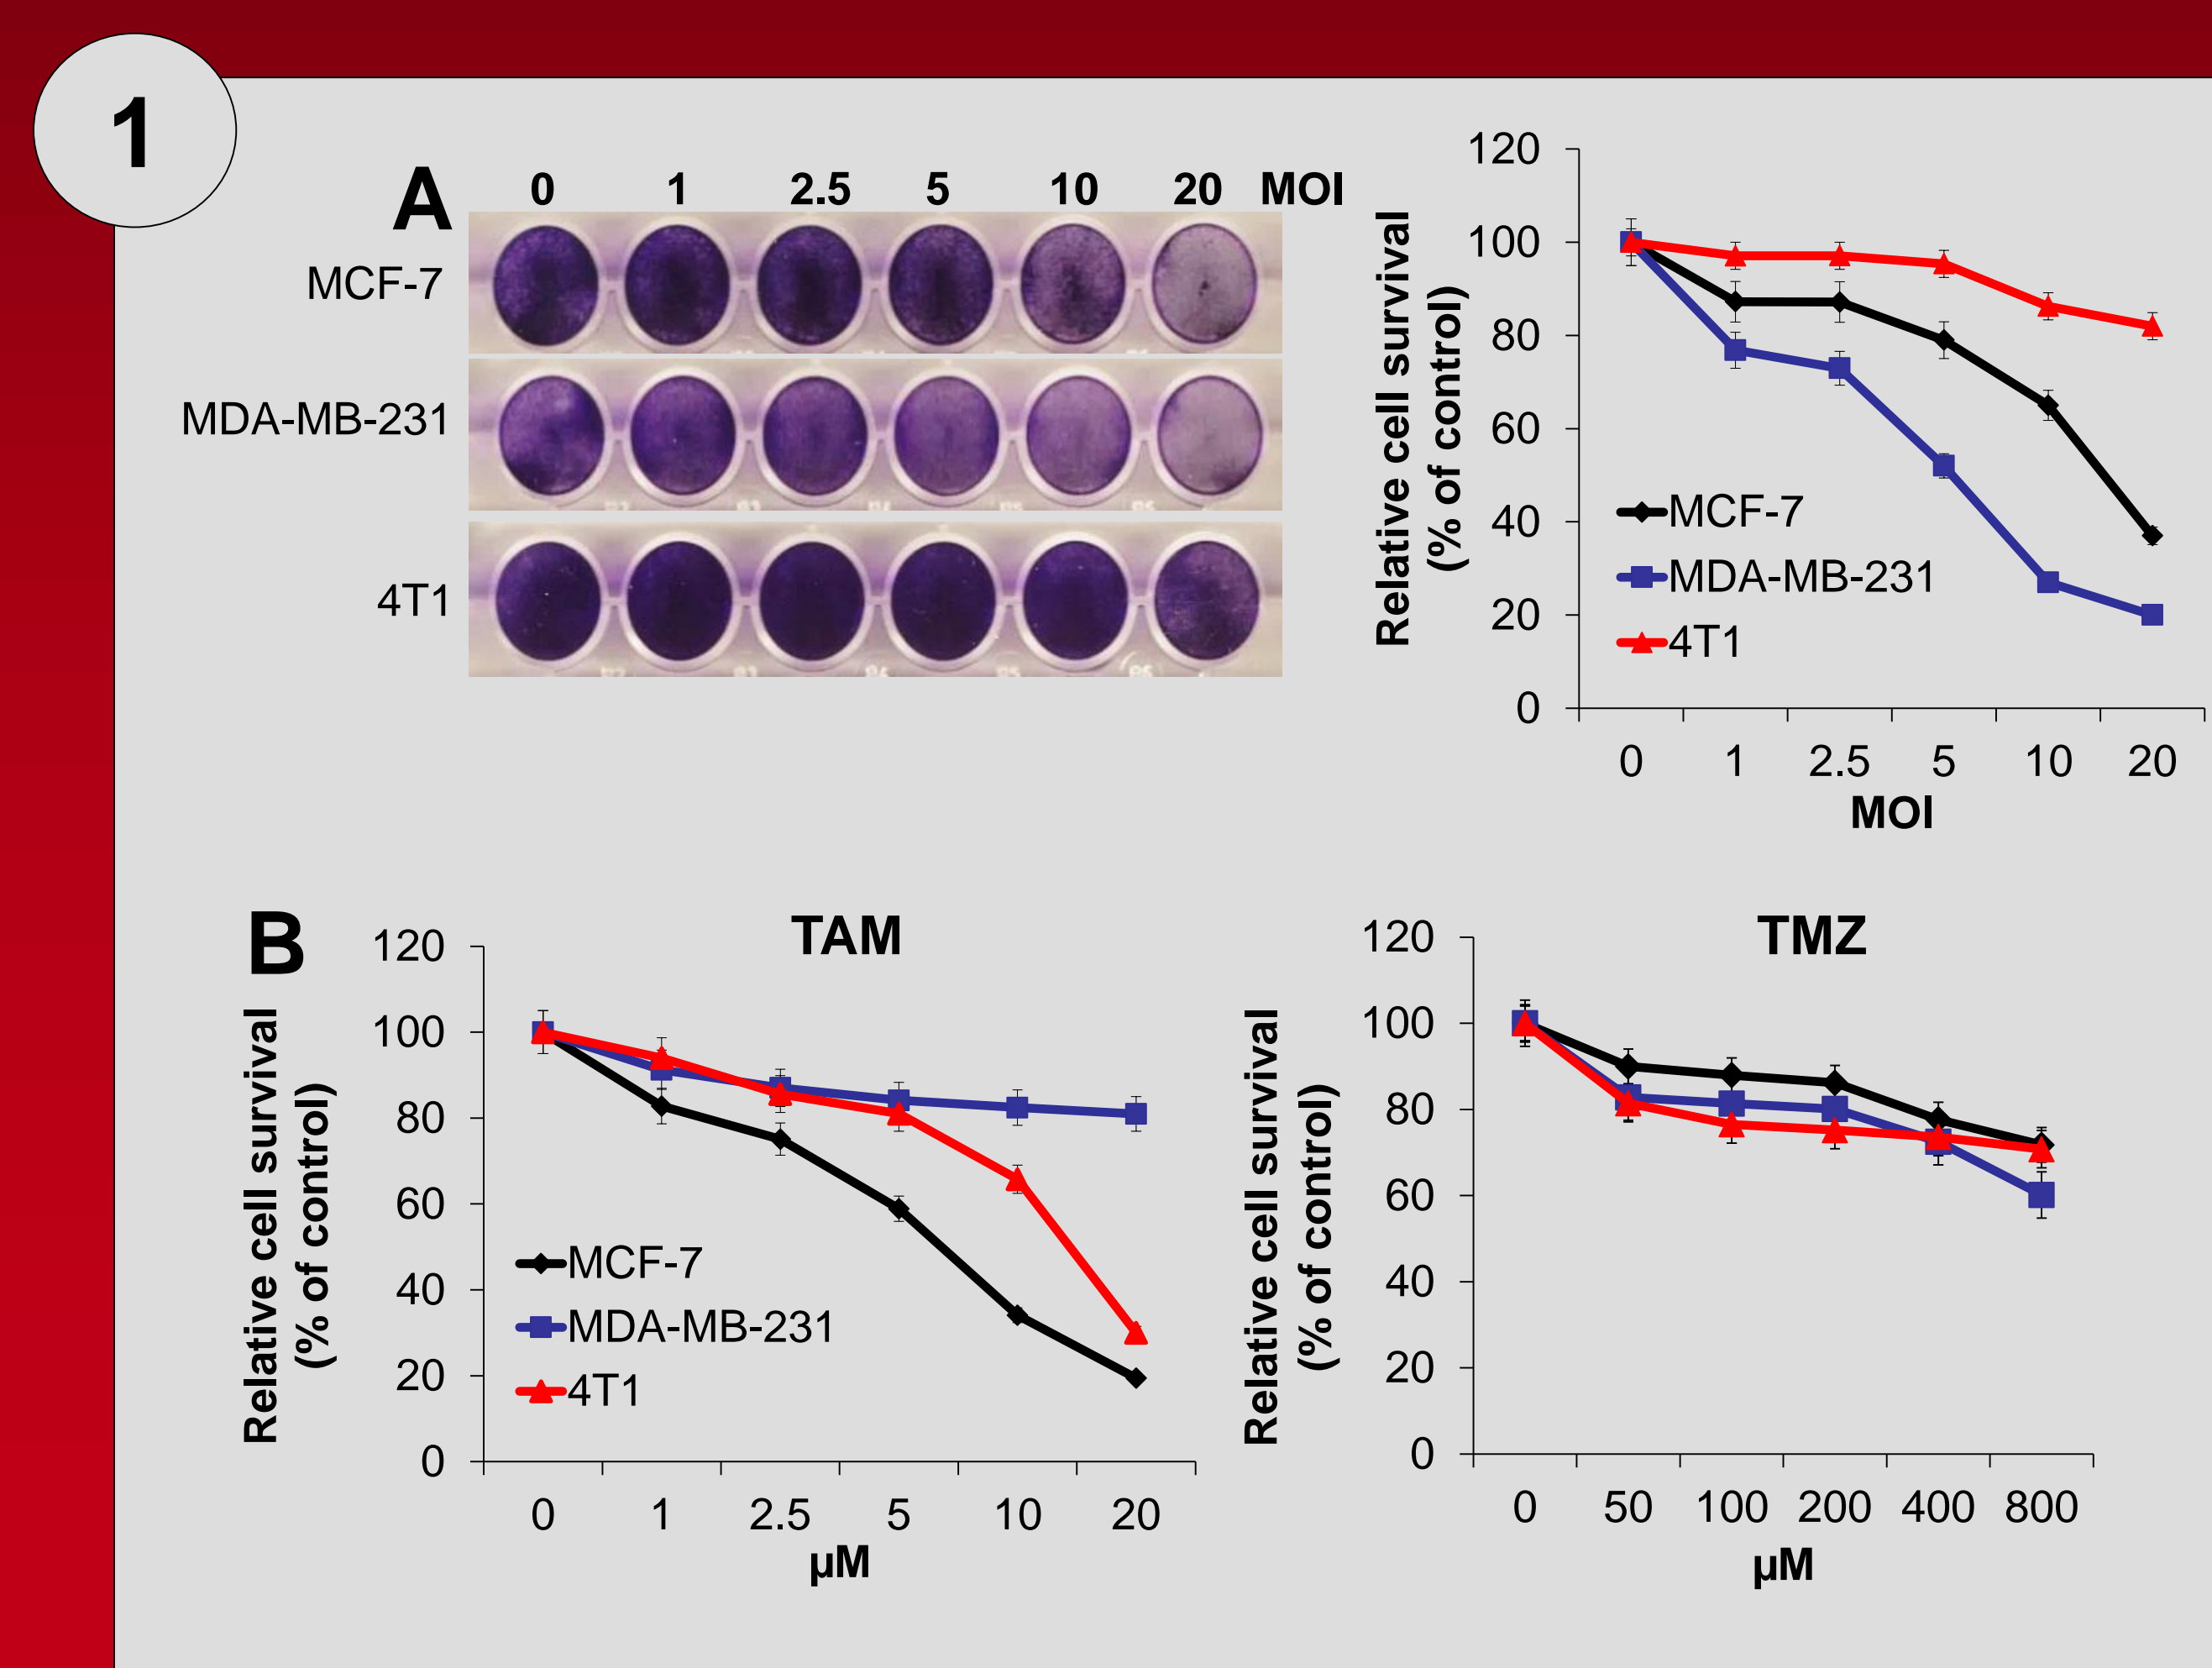 1
A
0 1 2.5 5 10 20 MOI
MCF-7
MDA-MB-231
4T1
Relative cell survival
(% of control)
120
100
80
60
40
20
0
MCF-7
MDA-MB-231
4T1
0 1 2.5 5 10 20
MOI
B
TAM
Relative cell survival
(% of control)
120
100
80
60
40
20
0
MCF-7
MDA-MB-231
4T1
0 1 2.5 5 10 20
µM
TMZ
Relative cell survival
(% of control)
120
100
80
60
40
20
0
0 50 100 200 400 800
µM